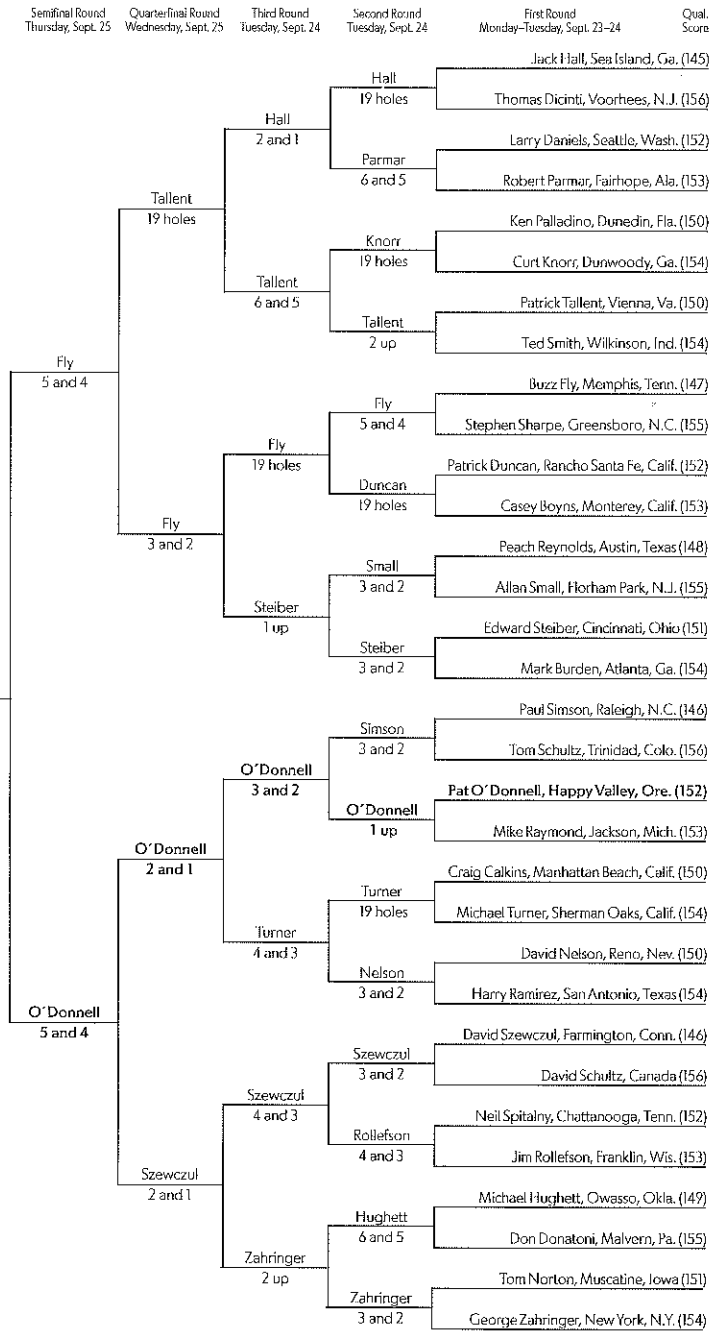 Semifinal Round
Thursday, Sept. 25
Quarterfinal Round
Wednesday, Sept. 25
Third Round
Tuesday, Sept. 24
Second Round
Tuesday, Sept. 24
First Round
Monday–Tuesday, Sept. 23–24
Qual.
Score
Jack Hall, Sea Island, Ga. (145)
Hall
19 holes
Thomas Dicinti, Voorhees, N.J. (156)
Hall
2 and 1
Larry Daniels, Seattle, Wash. (152)
Parmar
6 and 5
Robert Parmar, Fairhope, Ala. (153)
Tallent
19 holes
Ken Palladino, Dunedin, Fla. (150)
Knorr
19 holes
Curt Knorr, Dunwoody, Ga. (154)
Tallent
6 and 5
Patrick Tallent, Vienna, Va. (150)
Tallent
2 up
Ted Smith, Wilkinson, Ind. (154)
Fly
5 and 4
Buzz Fly, Memphis, Tenn. (147)
Fly
5 and 4
Stephen Sharpe, Greensboro, N.C. (155)
Fly
19 holes
Patrick Duncan, Rancho Santa Fe, Calif. (152)
Duncan
19 holes
Casey Boyns, Monterey, Calif. (153)
Fly
3 and 2
Peach Reynolds, Austin, Texas (148)
Small
3 and 2
Allan Small, Florham Park, N.J. (155)
Steiber
1 up
Edward Steiber, Cincinnati, Ohio (151)
Steiber
3 and 2
Mark Burden, Atlanta, Ga. (154)
Paul Simson, Raleigh, N.C. (146)
Simson
3 and 2
Tom Schultz, Trinidad, Colo. (156)
O'Donnell
3 and 2
Pat O'Donnell, Happy Valley, Ore. (152)
O'Donnell
1 up
Mike Raymond, Jackson, Mich. (153)
O'Donnell
2 and 1
Craig Calkins, Manhattan Beach, Calif. (150)
Turner
19 holes
Michael Turner, Sherman Oaks, Calif. (154)
Turner
4 and 3
David Nelson, Reno, Nev. (150)
Nelson
3 and 2
Harry Ramirez, San Antonio, Texas (154)
O'Donnell
5 and 4
David Szewczul, Farmington, Conn. (146)
Szewczul
3 and 2
David Schultz, Canada (156)
Szewczul
4 and 3
Neil Spitalny, Chattanooga, Tenn. (152)
Rollefson
4 and 3
Jim Rollefson, Franklin, Wis. (153)
Szewczul
2 and 1
Michael Hughett, Owasso, Okla. (149)
Hughett
6 and 5
Don Donatoni, Malvern, Pa. (155)
Zahringer
2 up
Tom Norton, Muscatine, Iowa (151)
Zahringer
3 and 2
George Zahringer, New York, N.Y. (154)